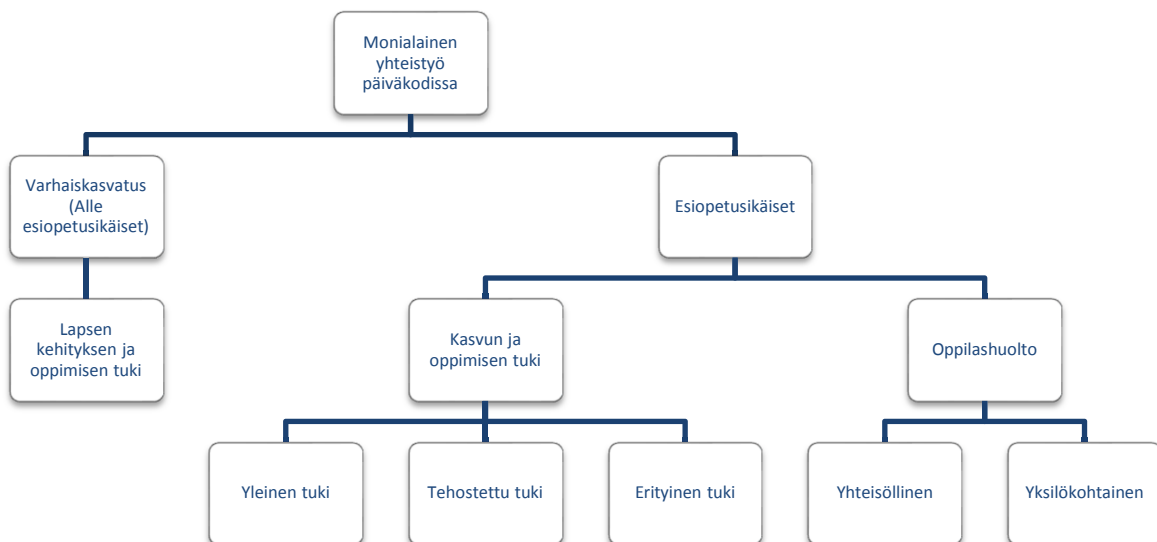 Monialainen
yhteistyö
päiväkodissa
Varhaiskasvatus
(Alle
esiopetusikäiset)
Esiopetusikäiset
Lapsen
kehityksen ja
oppimisen tuki
Kasvun ja
oppimisen tuki
Oppilashuolto
Yleinen tuki
Tehostettu tuki
Erityinen tuki
Yhteisöllinen
Yksilökohtainen